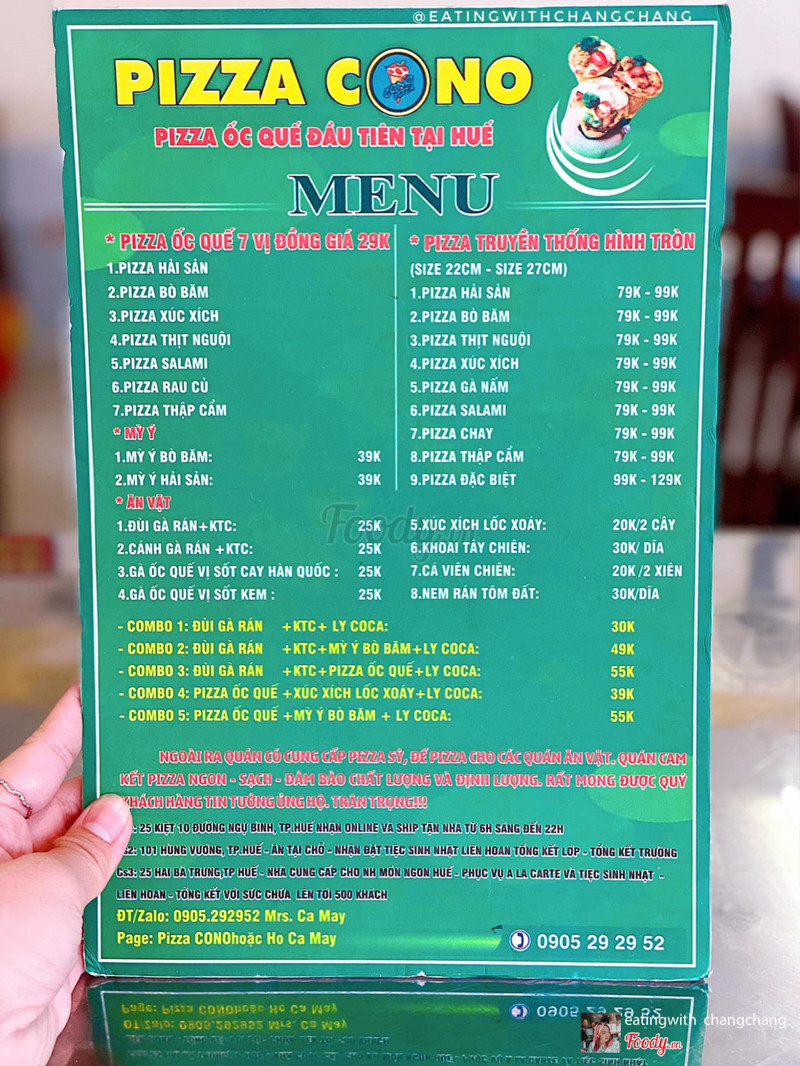 @EATINGWITHCHANGCHANG
PIZZA CONO
PIZZA ỐC QUẾ ĐẦU TIÊN TẠI HUẾ
MENU
* PIZZA ỐC QUẾ 7 VỊ ĐỒNG GIÁ 29K
1.PIZZA HẢI SẢN
2.PIZZA BÒ BĂM
3.PIZZA XÚC XÍCH
4.PIZZA THỊT NGUỘI
5.PIZZA SALAMI
6.PIZZA RAU CỦ
7.PIZZA THẬP CẨM
* MỲ Ý
1.MỲ Ý BÒ BĂM: 39K
2.MỲ Ý HẢI SẢN: 39K
* PIZZA TRUYỀN THỐNG HÌNH TRÒN
(SIZE 22CM - SIZE 27CM)
1.PIZZA HẢI SẢN 79K - 99K
2.PIZZA BÒ BĂM 79K - 99K
3.PIZZA THỊT NGUỘI 79K - 99K
4.PIZZA XÚC XÍCH 79K - 99K
5.PIZZA GÀ NẤM 79K - 99K
6.PIZZA SALAMI 79K - 99K
7.PIZZA CHAY 79K - 99K
8.PIZZA THẬP CẨM 79K - 99K
9.PIZZA ĐẶC BIỆT 99K - 129K
* ĂN VẶT
1.ĐÙI GÀ RÁN+KTC: 25K
2.CÁNH GÀ RÁN +KTC: 25K
3.GÀ ỐC QUẾ VỊ SỐT CAY HÀN QUỐC : 25K
4.GÀ ỐC QUẾ VỊ SỐT KEM : 25K
5.XÚC XÍCH LỐC XOÁY: 20K/2 CÂY
6.KHOAI TÂY CHIÊN: 30K/ DĨA
7.CÁ VIÊN CHIÊN: 20K /2 XIÊN
8.NEM RÁN TÔM ĐẤT: 30K/DĨA
Foody.vn
- COMBO 1: ĐÙI GÀ RÁN +KTC+ LY COCA: 30K
- COMBO 2: ĐÙI GÀ RÁN +KTC+MỲ Ý BÒ BĂM+LY COCA: 49K
- COMBO 3: ĐÙI GÀ RÁN +KTC+PIZZA ỐC QUẾ+LY COCA: 55K
- COMBO 4: PIZZA ỐC QUẾ +XÚC XÍCH LỐC XOÁY+LY COCA: 39K
- COMBO 5: PIZZA ỐC QUẾ +MỲ Ý BÒ BĂM + LY COCA: 55K
NGOÀI RA QUÁN CÓ CUNG CẤP PIZZA SỸ, ĐẾ PIZZA CHO CÁC QUÁN ĂN VẶT. QUÁN CAM
KẾT PIZZA NGON - SẠCH - ĐẢM BẢO CHẤT LƯỢNG VÀ ĐỊNH LƯỢNG. RẤT MONG ĐƯỢC QUÝ
KHÁCH HÀNG TIN TƯỞNG ỦNG HỘ. TRÂN TRỌNG!!!
: 25 KIỆT 10 ĐƯỜNG NGỰ BÌNH, TP.HUẾ NHẬN ONLINE VÀ SHIP TẬN NHÀ TỪ 6H SÁNG ĐẾN 22H
2: 101 HÙNG VƯƠNG, TP.HUẾ - ĂN TẠI CHỖ - NHẬN ĐẶT TIỆC SINH NHẬT LIÊN HOAN TỔNG KẾT LỚP - TỔNG KẾT TRƯỜNG
Cs3: 25 HAI BÀ TRƯNG,TP HUẾ - NHÀ CUNG CẤP CHO NH MÓN NGON HUẾ - PHỤC VỤ A LA CARTE VÀ TIỆC SINH NHẬT -
LIÊN HOAN - TỔNG KẾT VỚI SỨC CHỨA LÊN TỚI 500 KHÁCH
ĐT/Zalo: 0905.292952 Mrs. Ca May
Page: Pizza CONOhoặc Ho Ca May
0905 29 29 52
eatingwith changchang
Foody.vn